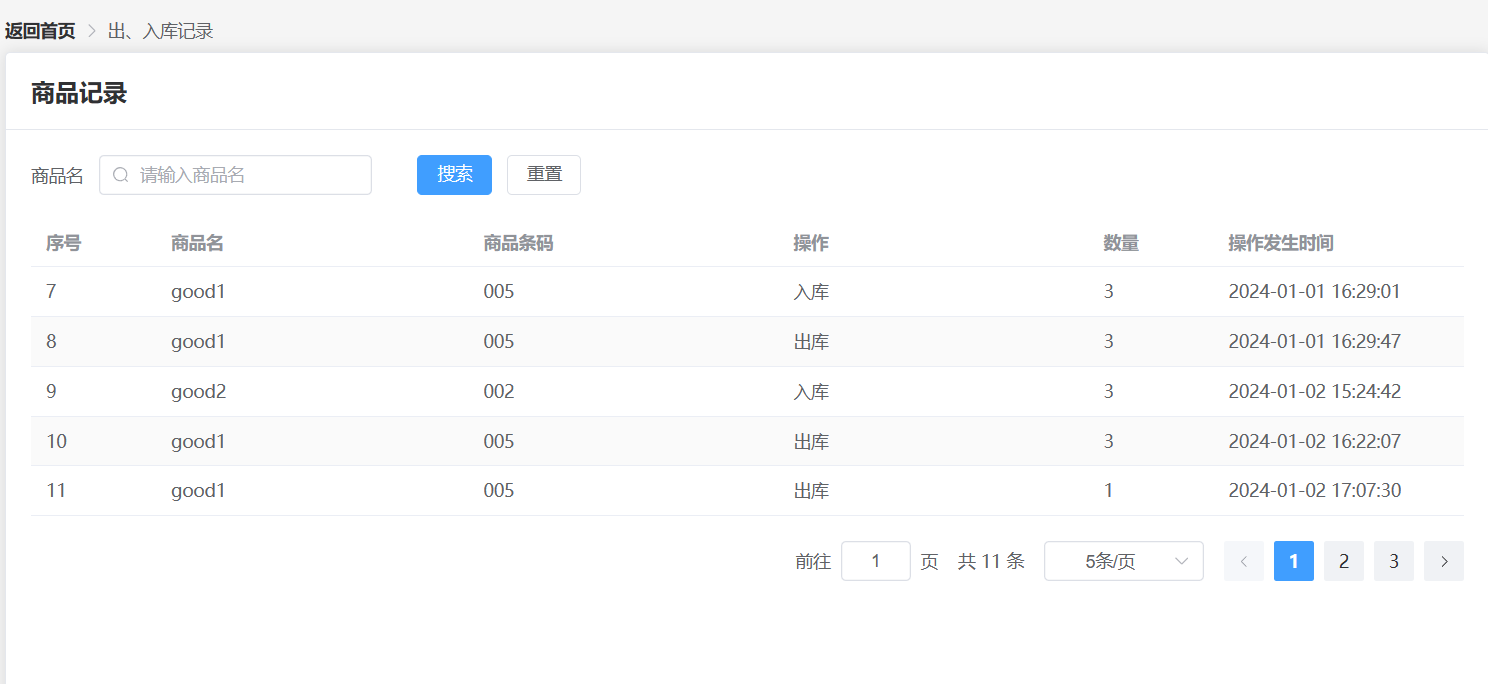 返回首页 > 出、入库记录
商品记录
商品名 请输入商品名 搜索 重置
序号 商品名 商品条码 操作 数量 操作发生时间
7 good1 005 入库 3 2024-01-01 16:29:01
8 good1 005 出库 3 2024-01-01 16:29:47
9 good2 002 入库 3 2024-01-02 15:24:42
10 good1 005 出库 3 2024-01-02 16:22:07
11 good1 005 出库 1 2024-01-02 17:07:30
前往 1 页 共 11 条 5条/页 < 1 2 3 >